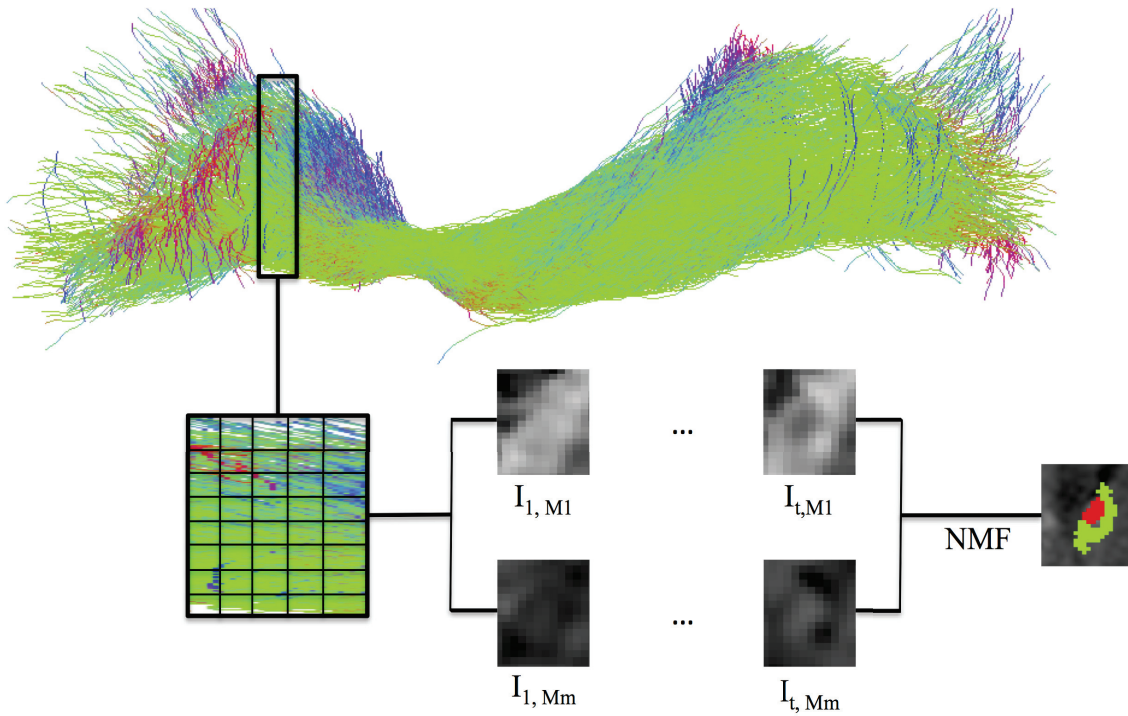 ...
I1, M1
It,M1
NMF
...
I1, Mm
It, Mm